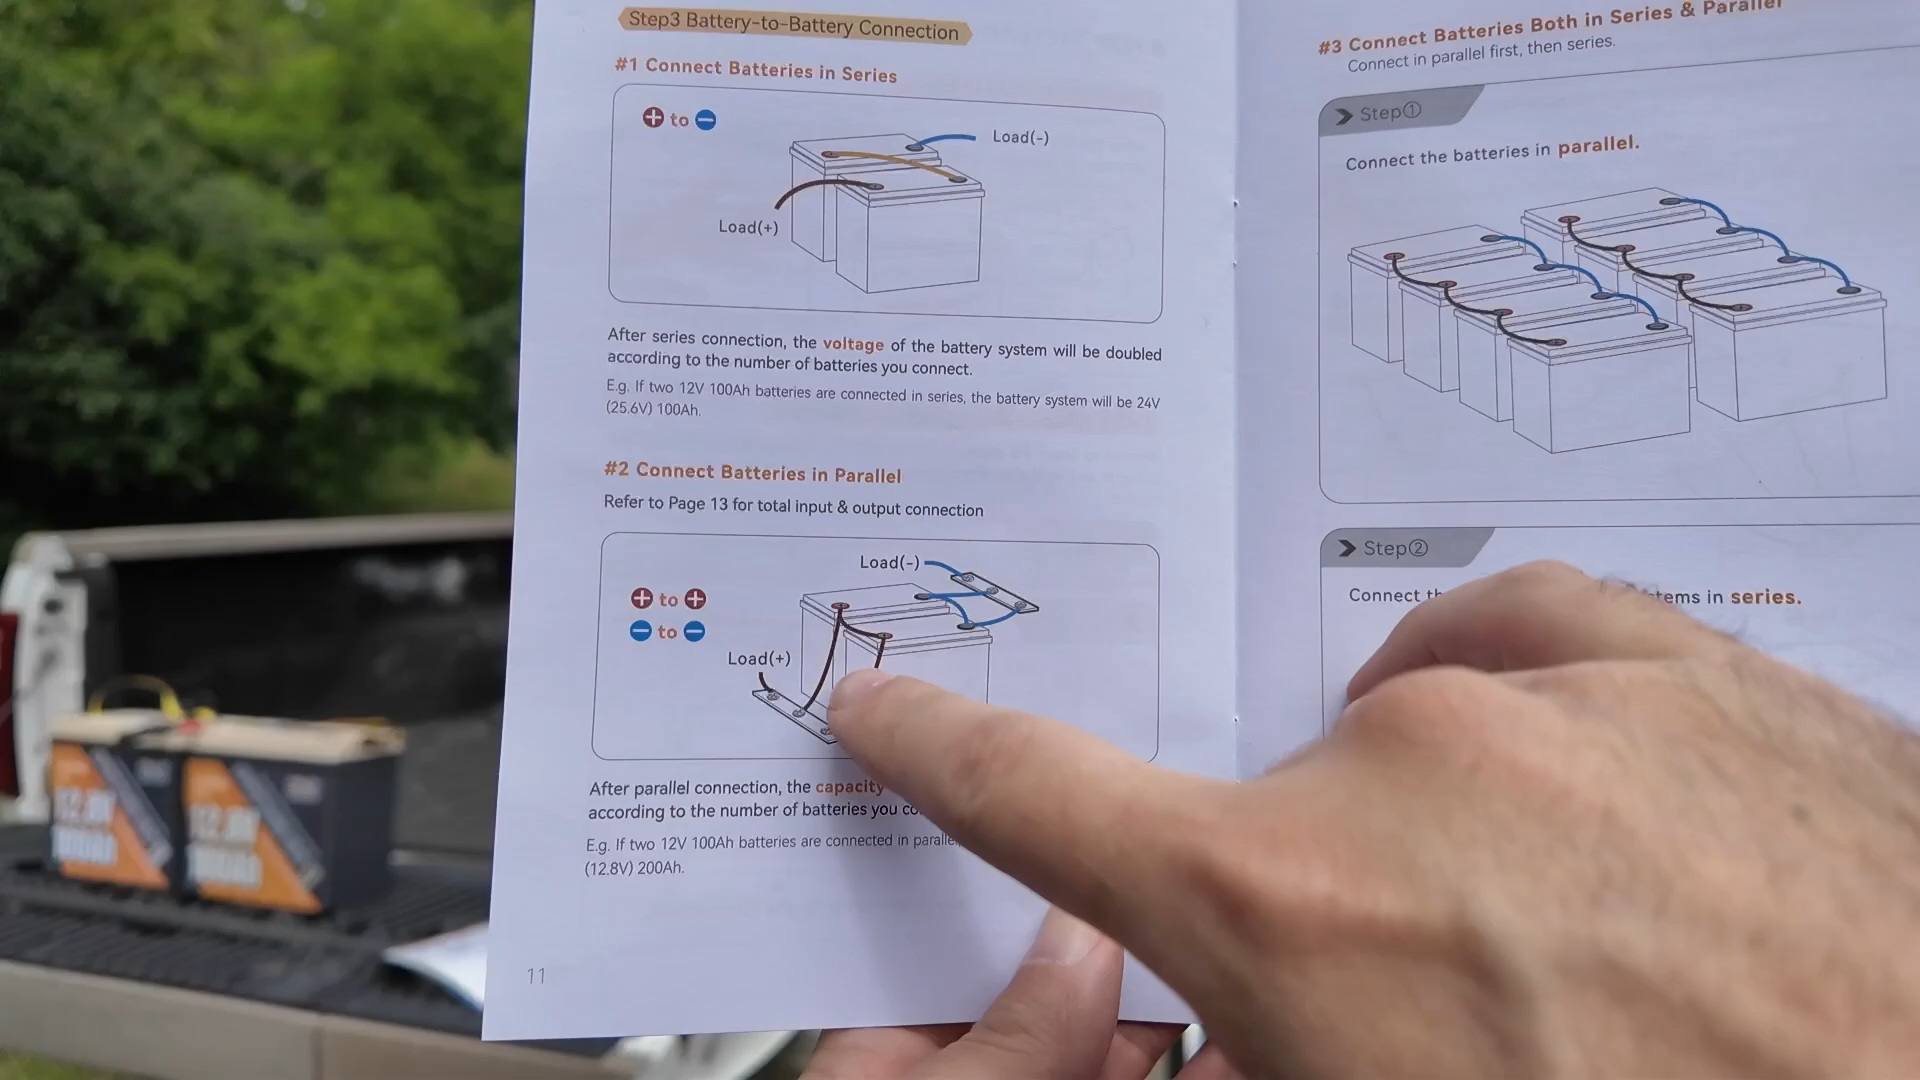 Step3 Battery-to-Battery Connection
#1 Connect Batteries in Series
+ to −
Load(-)
Load(+)
After series connection, the voltage of the battery system will be doubled
according to the number of batteries you connect.
E.g. If two 12V 100Ah batteries are connected in series, the battery system will be 24V
(25.6V) 100Ah.
#2 Connect Batteries in Parallel
Refer to Page 13 for total input & output connection
Load(-)
+ to +
− to −
Load(+)
After parallel connection, the capacity
according to the number of batteries you
E.g. If two 12V 100Ah batteries are connected in
(12.8V) 200Ah.
11
#3 Connect Batteries Both in Series & Parallel
Connect in parallel first, then series.
Step①
Connect the batteries in parallel.
Step②
Connect
in series.
12.8V
100Ah
12.8V
100Ah